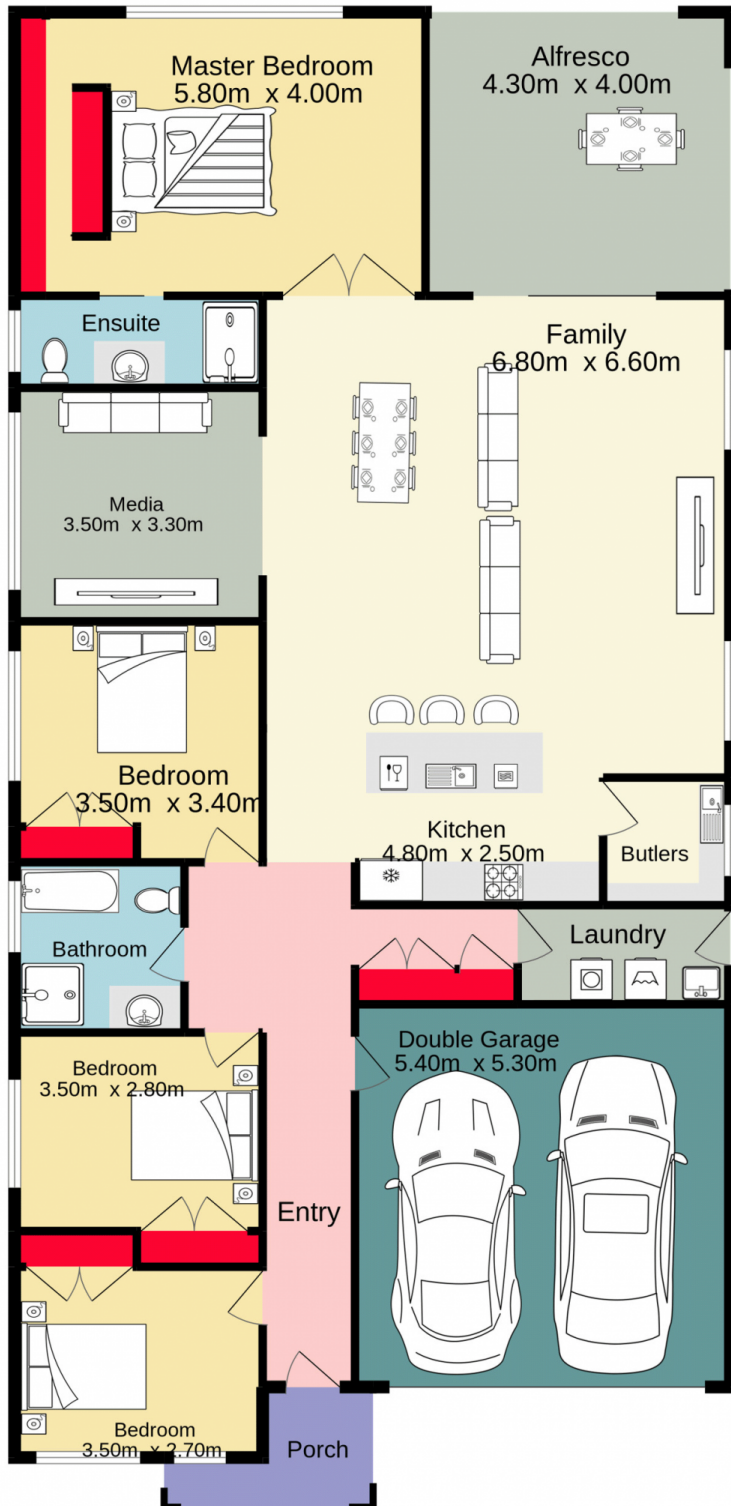 Master Bedroom
5.80m x 4.00m
Alfresco
4.30m x 4.00m
Ensuite
Family
6.80m x 6.60m
Media
3.50m x 3.30m
Bedroom
3.50m x 3.40m
Kitchen
4.80m x 2.50m
Butlers
Bathroom
Laundry
Double Garage
5.40m x 5.30m
Bedroom
3.50m x 2.80m
Entry
Bedroom
3.50m x 2.70m
Porch